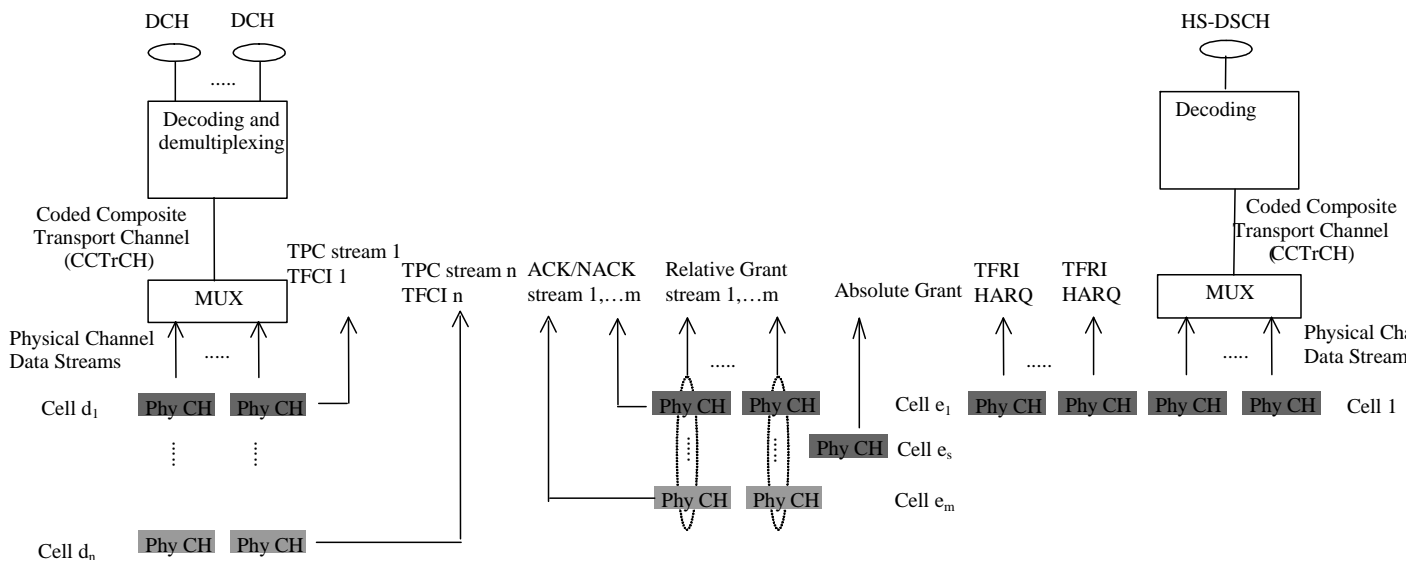 DCH DCH HS-DSCH
.....
Decoding and
demultiplexing
Decoding
Coded Composite
Transport Channel
(CCTrCH)
Coded Composite
Transport Channel
(CCTrCH)
TPC stream 1
TFCI 1
TPC stream n
TFCI n
ACK/NACK
stream 1,…m
Relative Grant
stream 1,…m
Absolute Grant
TFRI
HARQ
TFRI
HARQ
MUX
MUX
Physical Channel
Data Streams
.....
.....
.....
.....
Physical Cha
Data Stream
Cell d1 Phy CH Phy CH
Phy CH Phy CH Cell e1
Phy CH Phy CH Phy CH Phy CH Cell 1
Phy CH Cell es
Phy CH Phy CH Cell em
Cell dn Phy CH Phy CH